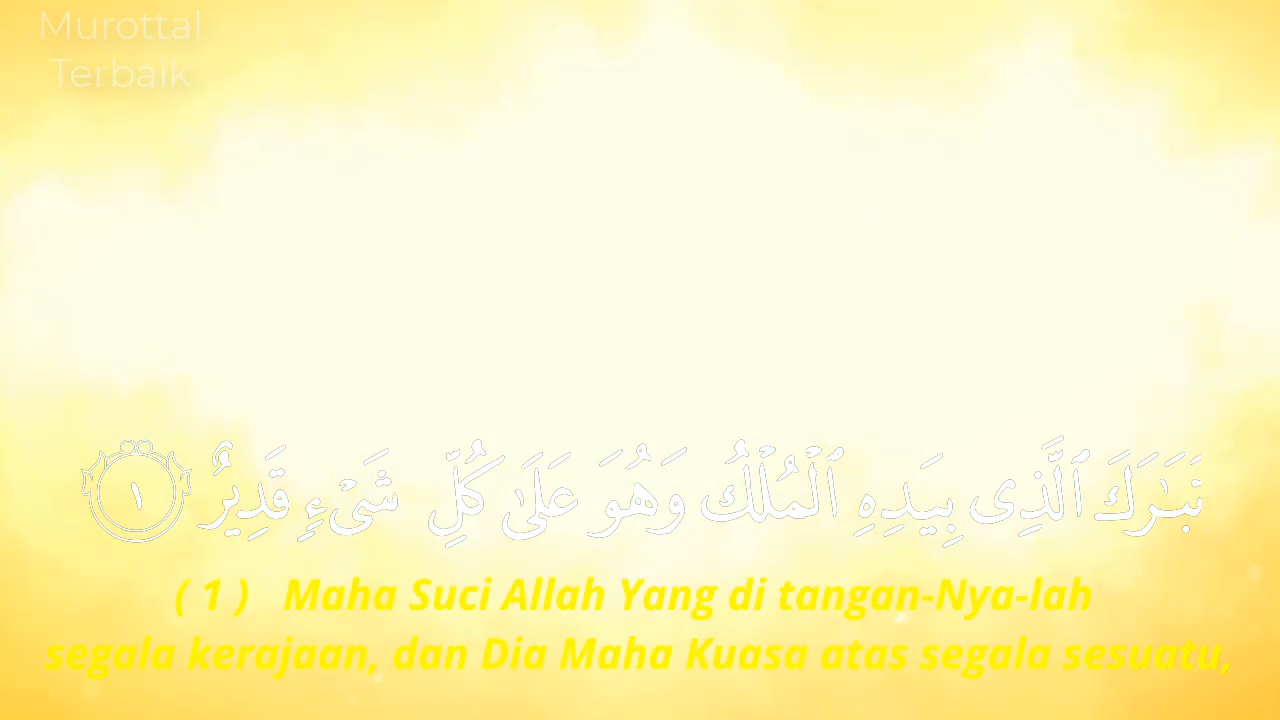 Murottal
Terbaik
تَبَـٰرَكَ ٱلَّذِى بِيَدِهِ ٱلْمُلْكُ وَهُوَ عَلَىٰ كُلِّ شَىْءٍ قَدِيرٌ ١
( 1 ) Maha Suci Allah Yang di tangan-Nya-lah
segala kerajaan, dan Dia Maha Kuasa atas segala sesuatu,